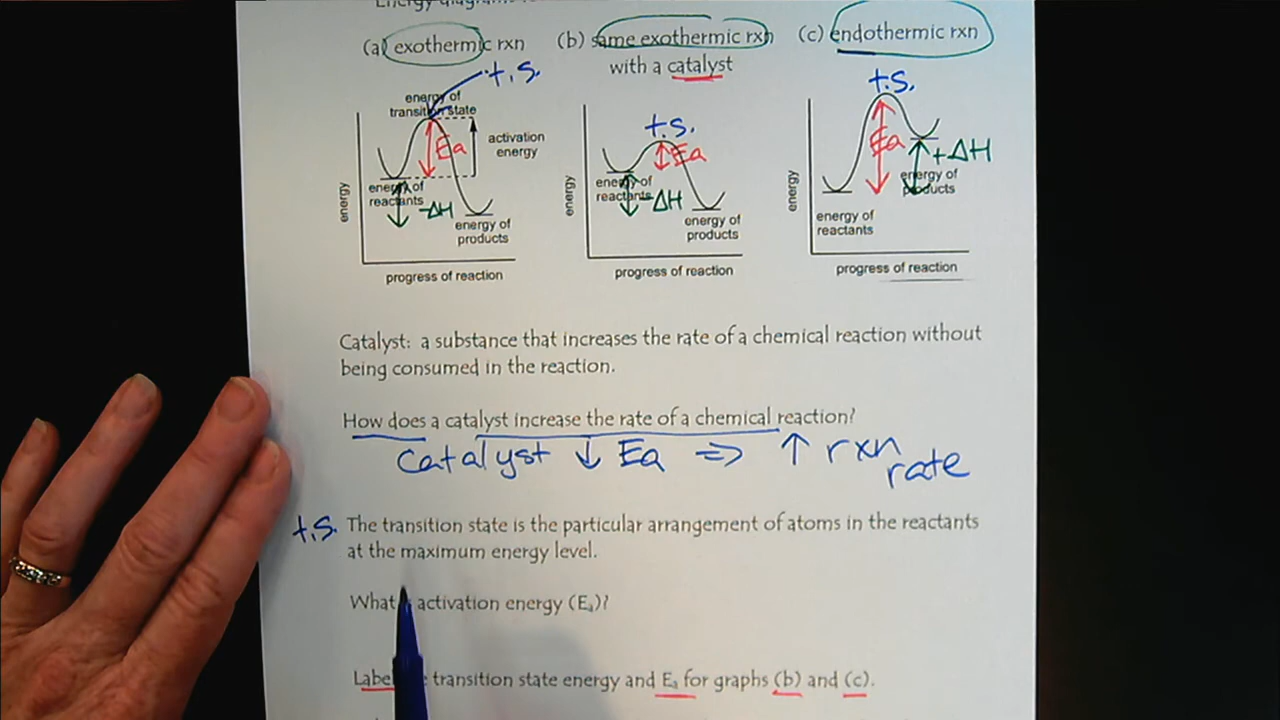 Energy diagrams
(a) exothermic rxn
(b) same exothermic rxn
with a catalyst
(c) endothermic rxn
t.s.
energy of
transition state
Ea
activation
energy
energy of
reactants
-ΔH
energy of
products
energy
progress of reaction
t.s.
Ea
energy of
reactants
-ΔH
energy of
products
energy
progress of reaction
t.s.
Ea
+ΔH
energy of
products
energy of
reactants
energy
progress of reaction
Catalyst: a substance that increases the rate of a chemical reaction without
being consumed in the reaction.
How does a catalyst increase the rate of a chemical reaction?
catalyst ↓ Ea ⇒ ↑ rxn
rate
t.s. The transition state is the particular arrangement of atoms in the reactants
at the maximum energy level.
What activation energy (Ea)?
Label transition state energy and Ea for graphs (b) and (c).